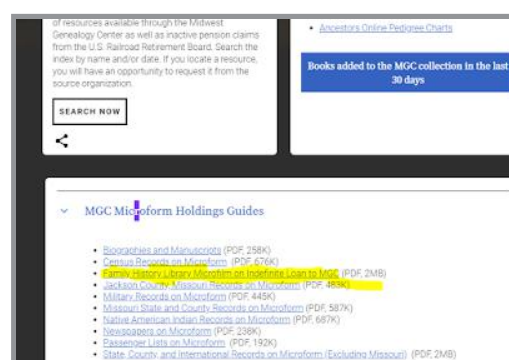 of resources available through the Midwest
Genealogy Center as well as inactive pension claims
from the U.S. Railroad Retirement Board. Search the
index by name and/or date. If you locate a resource,
you will have an opportunity to request it from the
source organization.
SEARCH NOW
Ancestors Online Pedigree Charts
Books added to the MGC collection in the last
30 days
MGC Microform Holdings Guides
Biographies and Manuscripts (PDF, 258K)
Census Records on Microform (PDF, 676K)
Family History Library Microfilm on Indefinite Loan to MGC (PDF, 2MB)
Jackson County, Missouri Records on Microform (PDF, 483K)
Military Records on Microform (PDF, 445K)
Missouri State and County Records on Microform (PDF, 587K)
Native American Indian Records on Microform (PDF, 687K)
Newspapers on Microform (PDF, 238K)
Passenger Lists on Microform (PDF, 192K)
State, County, and International Records on Microform (Excluding Missouri) (PDF, 2MB)